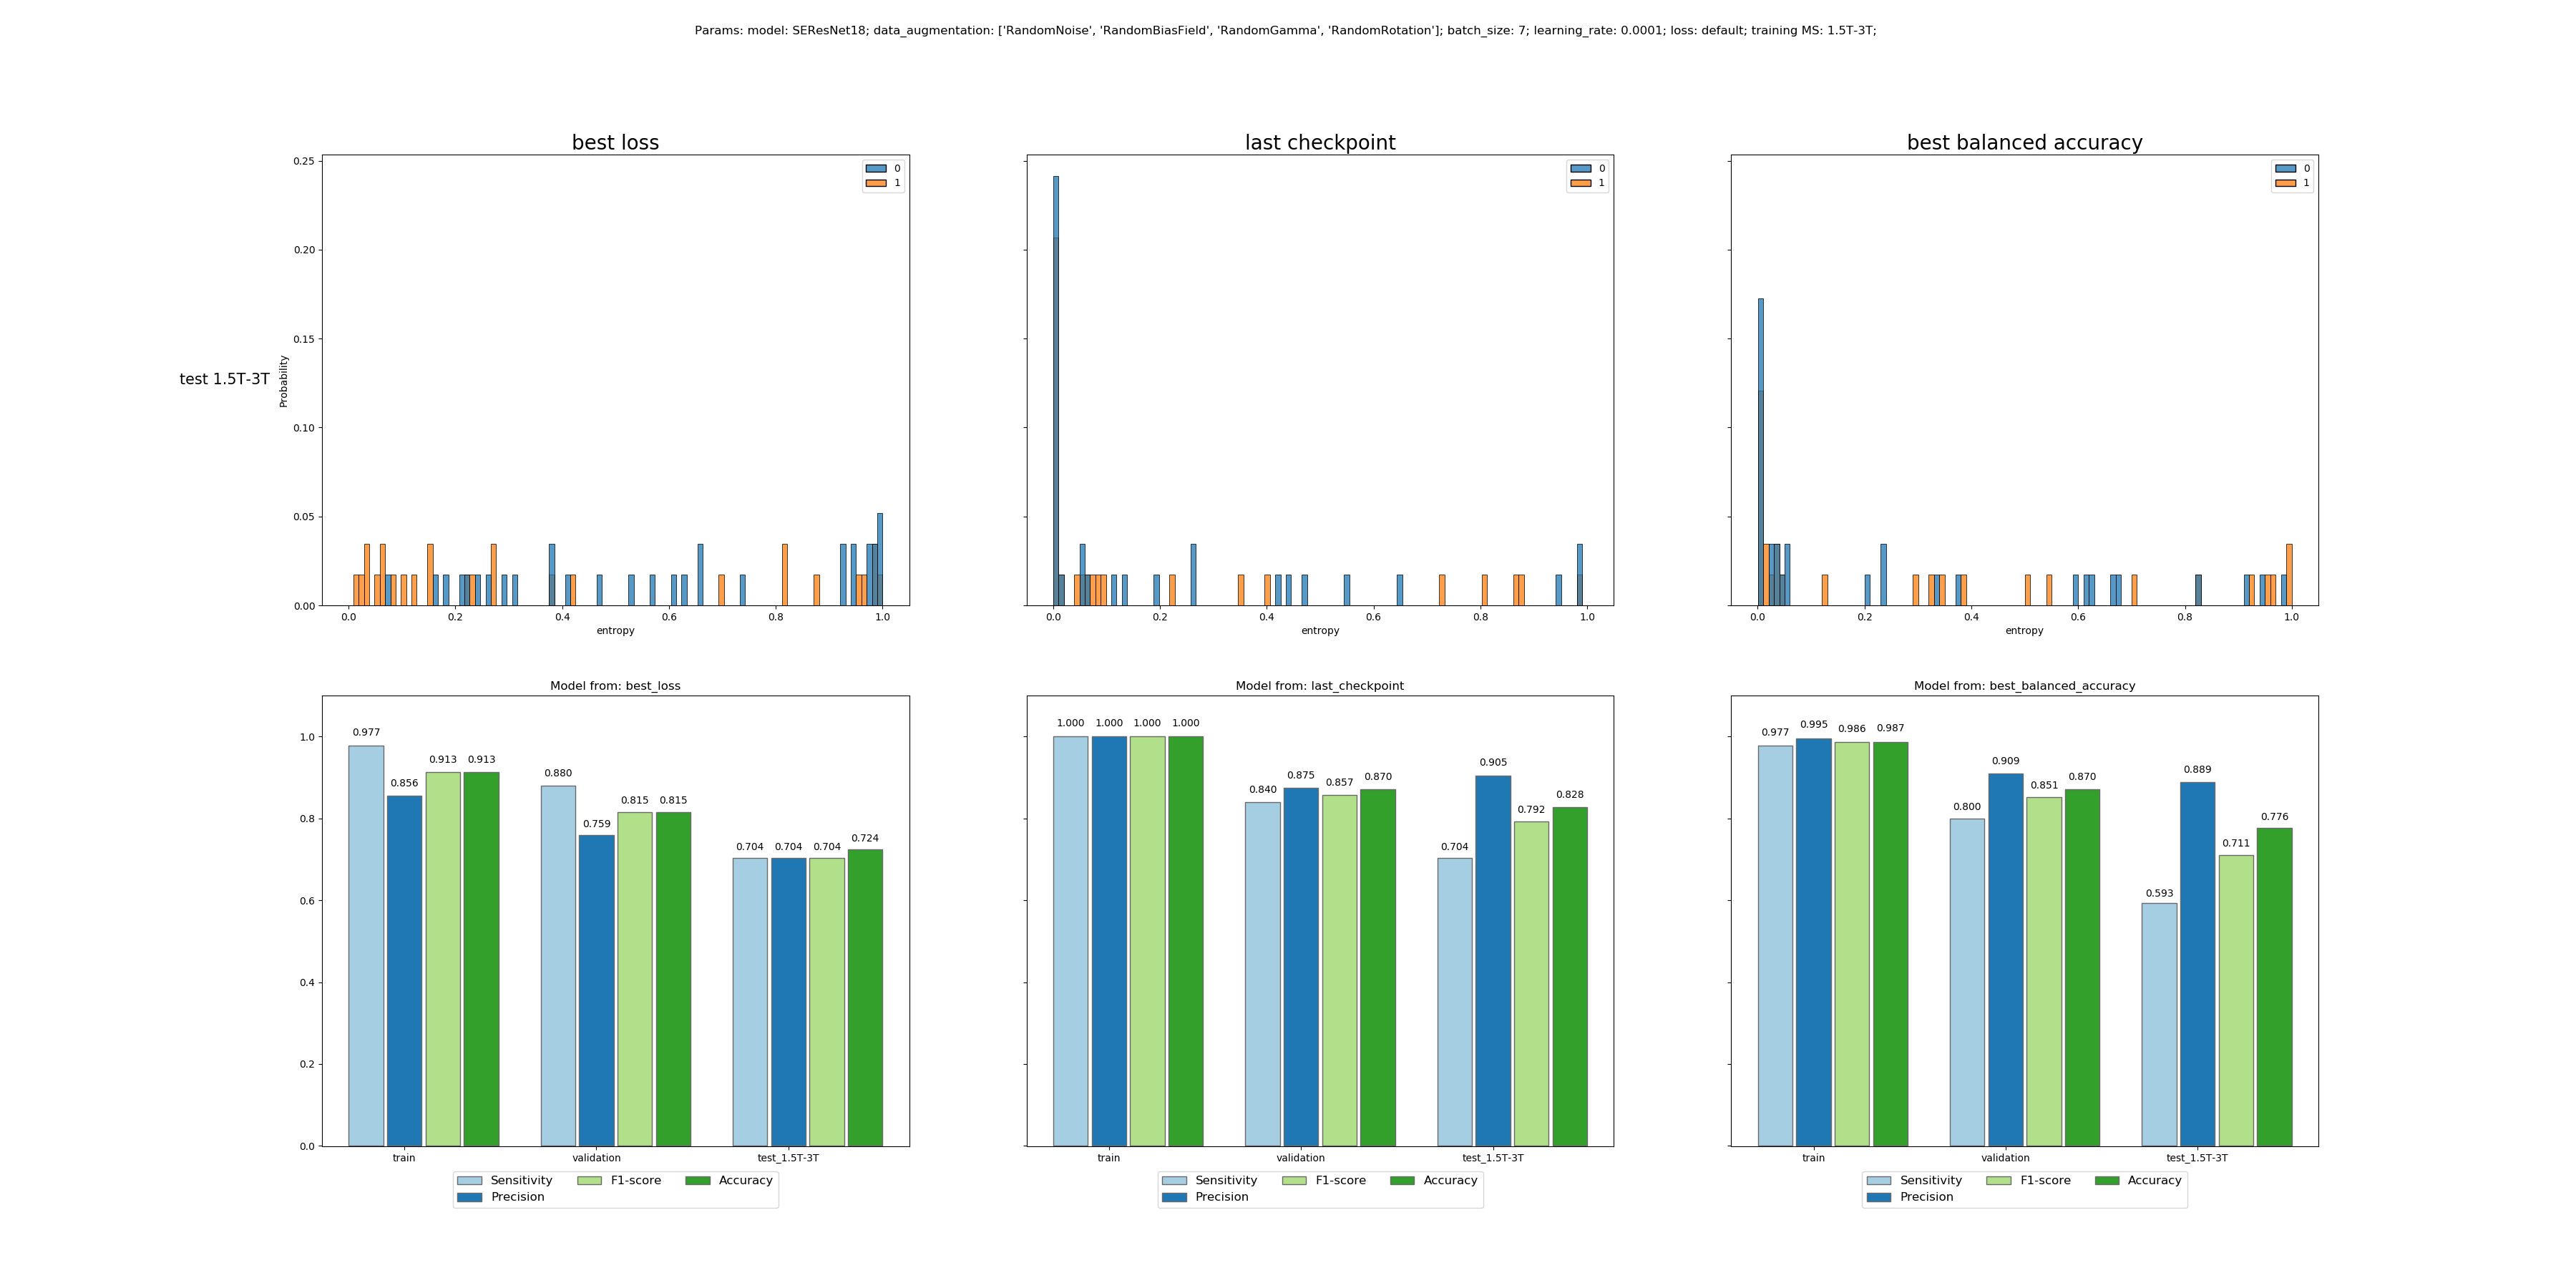 Params: model: SEResNet18; data_augmentation: ['RandomNoise', 'RandomBiasField', 'RandomGamma', 'RandomRotation']; batch_size: 7; learning_rate: 0.0001; loss: default; training MS: 1.5T-3T;
best loss
0.25
0.20
0.15
0.10
0.05
0.00
test 1.5T-3T
Probability
0
1
0.0 0.2 0.4 0.6 0.8 1.0
entropy
last checkpoint
0
1
0.0 0.2 0.4 0.6 0.8 1.0
entropy
best balanced accuracy
0
1
0.0 0.2 0.4 0.6 0.8 1.0
entropy
Model from: best_loss
1.0
0.8
0.6
0.4
0.2
0.0
0.977 0.856 0.913 0.913
0.880 0.759 0.815 0.815
0.704 0.704 0.704 0.724
train validation test_1.5T-3T
Sensitivity F1-score Accuracy
Precision
Model from: last_checkpoint
1.000 1.000 1.000 1.000
0.840 0.875 0.857 0.870
0.704 0.905 0.792 0.828
train validation test_1.5T-3T
Sensitivity F1-score Accuracy
Precision
Model from: best_balanced_accuracy
0.977 0.995 0.986 0.987
0.800 0.909 0.851 0.870
0.593 0.889 0.711 0.776
train validation test_1.5T-3T
Sensitivity F1-score Accuracy
Precision